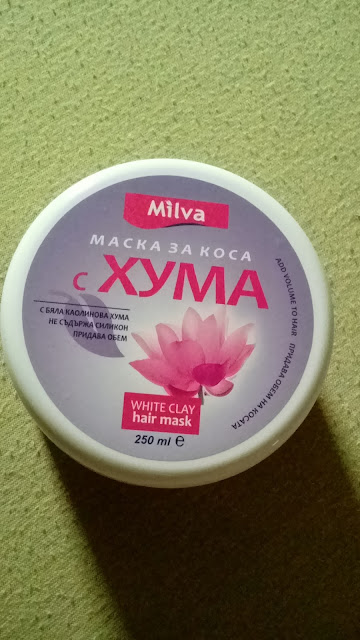 Milva
МАСКА ЗА КОСА
с ХУМА
С БЯЛА КАОЛИНОВА ХУМА
НЕ СЪДЪРЖА СИЛИКОН
ПРИДАВА ОБЕМ
ADD VOLUME TO HAIR ПРИДАВА ОБЕМ НА КОСАТА
WHITE CLAY
hair mask
250 ml e